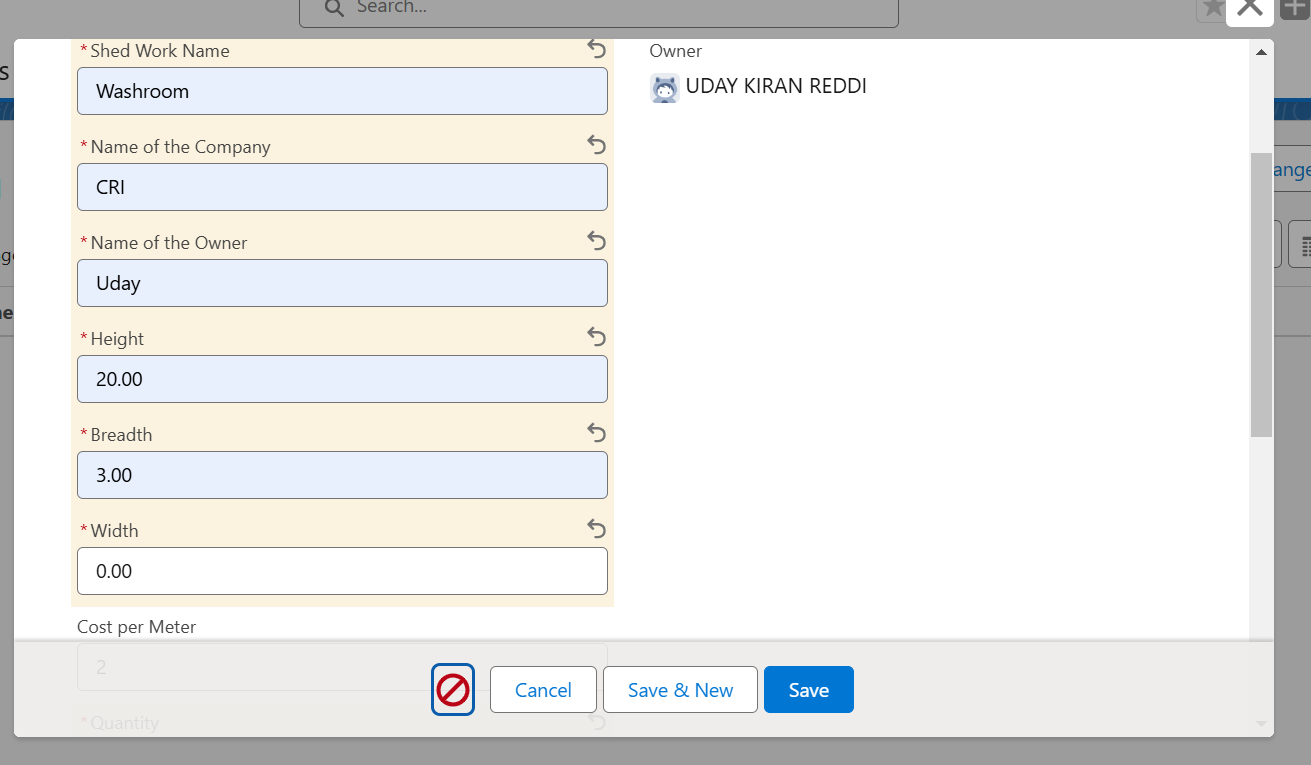 Search...
* Shed Work Name
Washroom
* Name of the Company
CRI
* Name of the Owner
Uday
* Height
20.00
* Breadth
3.00
* Width
0.00
Cost per Meter
2
* Quantity
Owner
UDAY KIRAN REDDI
Cancel
Save & New
Save